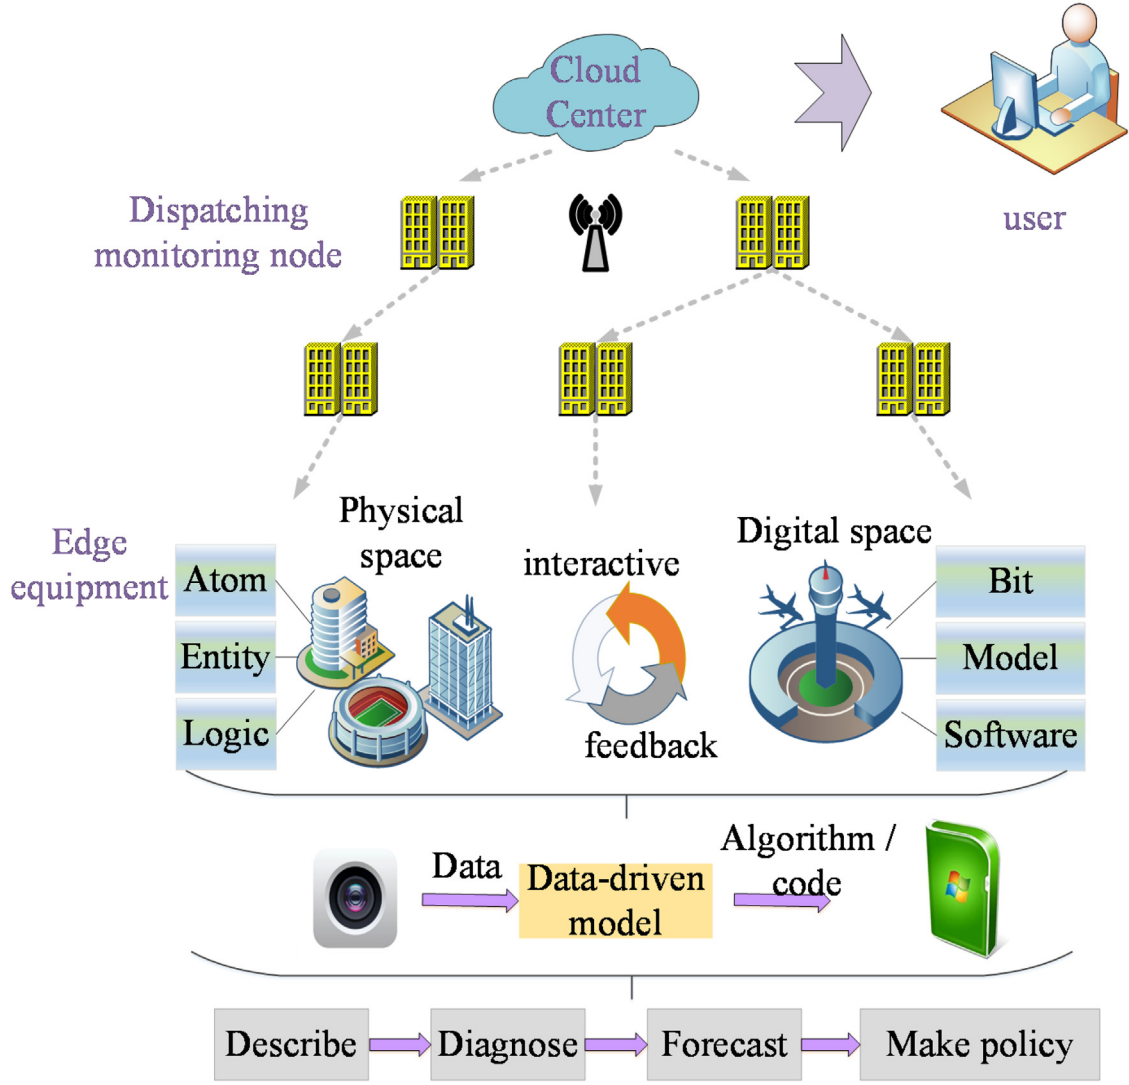 Cloud
Center
Dispatching
monitoring node
user
Physical
space
Digital space
Edge
equipment
interactive
Atom
Bit
Entity
Model
Logic
feedback
Software
Algorithm /
code
Data
Data-driven
model
Describe
Diagnose
Forecast
Make policy